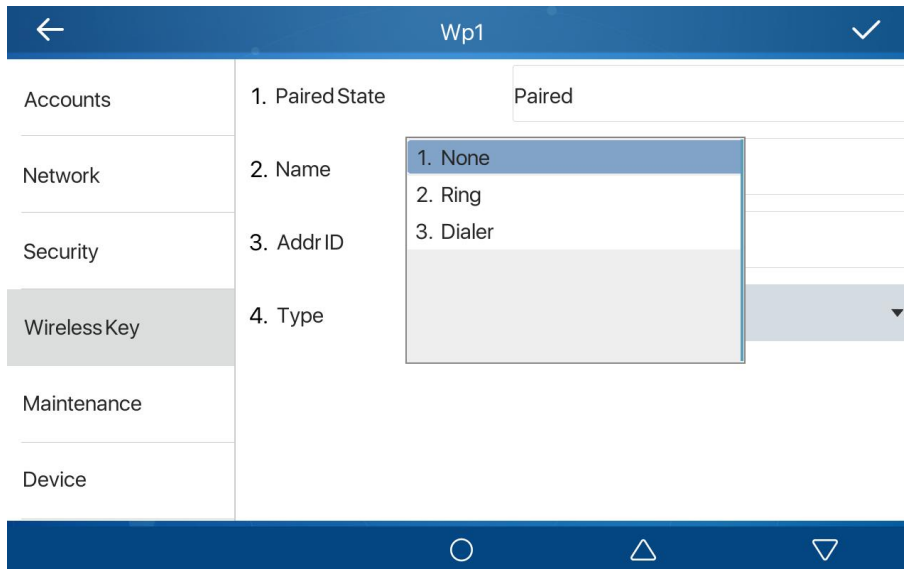 Wp1
Accounts
Network
Security
Wireless Key
Maintenance
Device
1. Paired State
Paired
2. Name
3. Addr ID
4. Type
1. None
2. Ring
3. Dialer